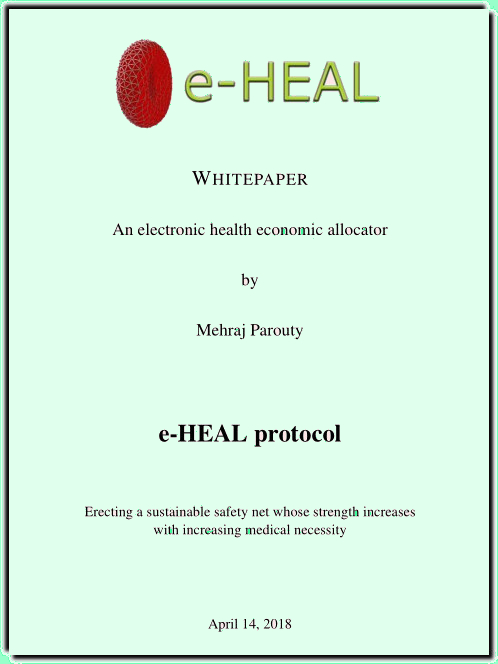 e-HEAL
WHITEPAPER
An electronic health economic allocator
by
Mehraj Parouty
e-HEAL protocol
Erecting a sustainable safety net whose strength increases
with increasing medical necessity
April 14, 2018